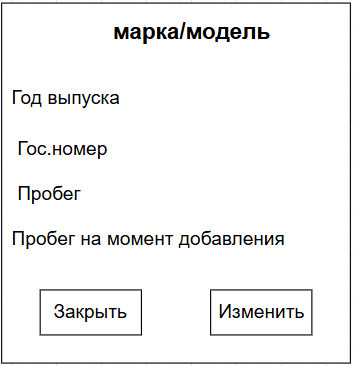 марка/модель
Год выпуска
Гос.номер
Пробег
Пробег на момент добавления
Закрыть
Изменить